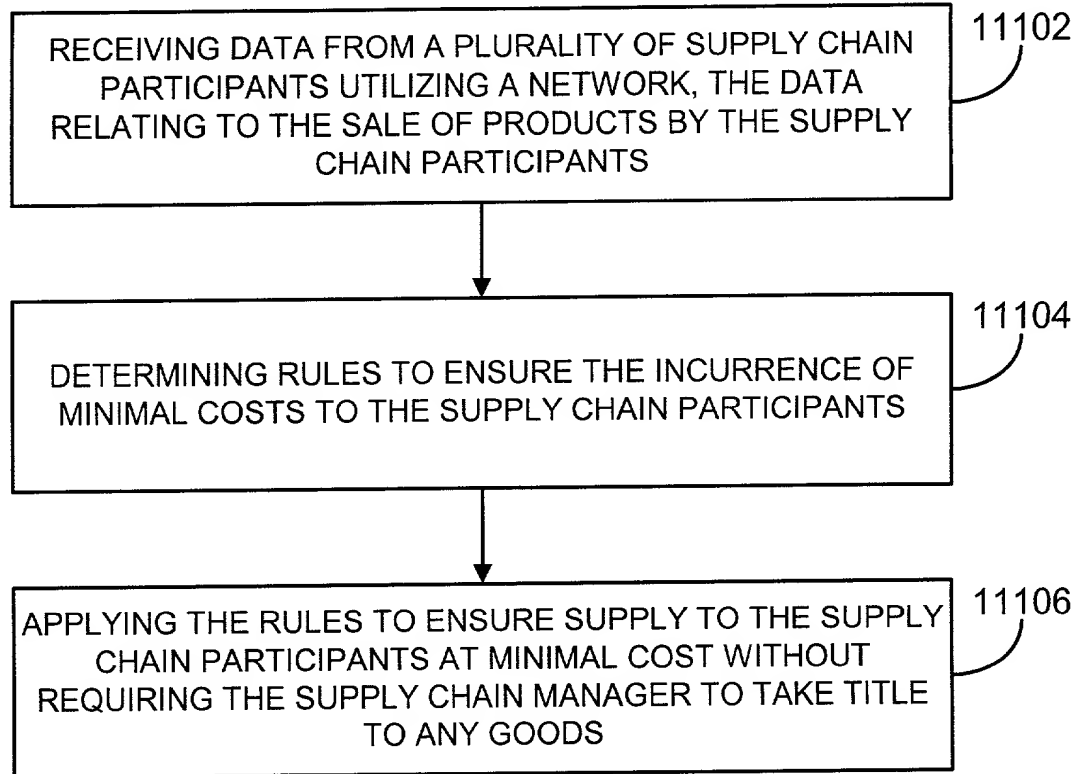 11102
RECEIVING DATA FROM A PLURALITY OF SUPPLY CHAIN
PARTICIPANTS UTILIZING A NETWORK, THE DATA
RELATING TO THE SALE OF PRODUCTS BY THE SUPPLY
CHAIN PARTICIPANTS
11104
DETERMINING RULES TO ENSURE THE INCURRENCE OF
MINIMAL COSTS TO THE SUPPLY CHAIN PARTICIPANTS
11106
APPLYING THE RULES TO ENSURE SUPPLY TO THE SUPPLY
CHAIN PARTICIPANTS AT MINIMAL COST WITHOUT
REQUIRING THE SUPPLY CHAIN MANAGER TO TAKE TITLE
TO ANY GOODS